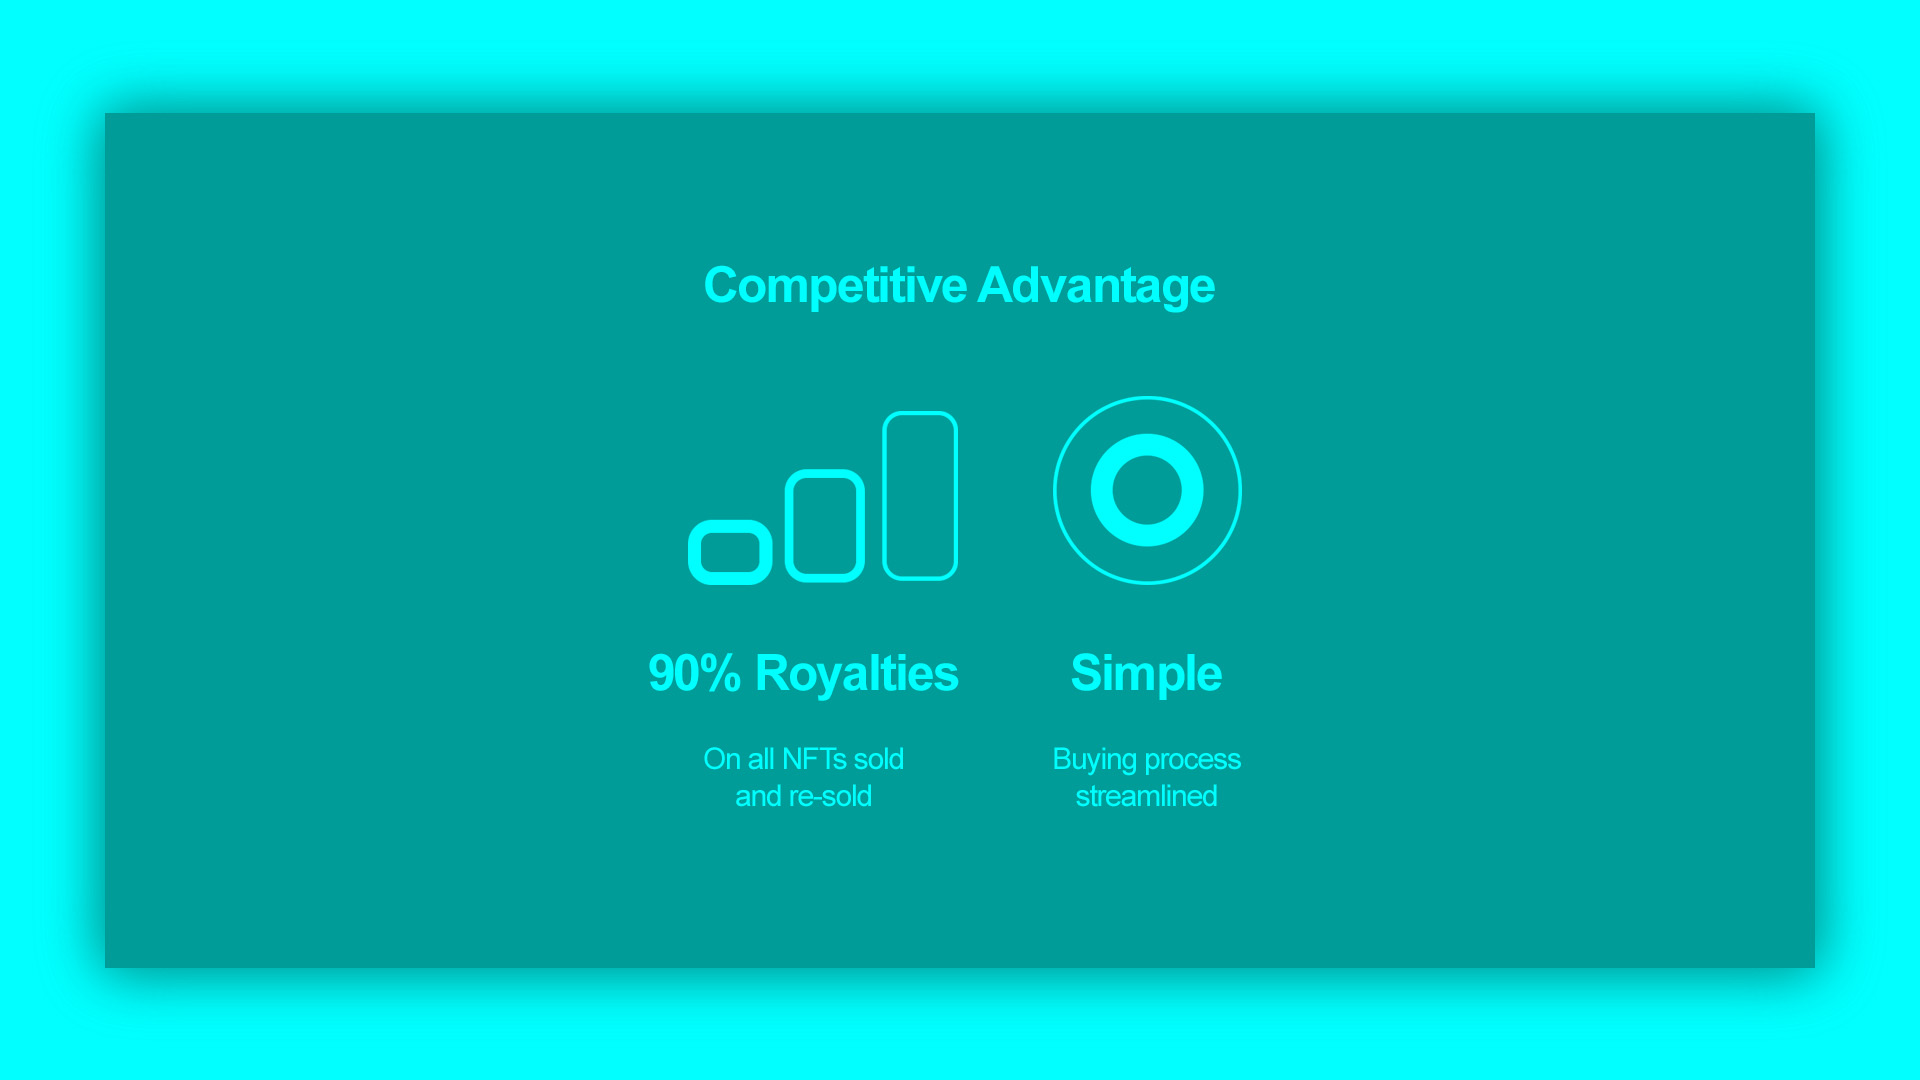 Competitive Advantage
90% Royalties
On all NFTs sold
and re-sold
Simple
Buying process
streamlined